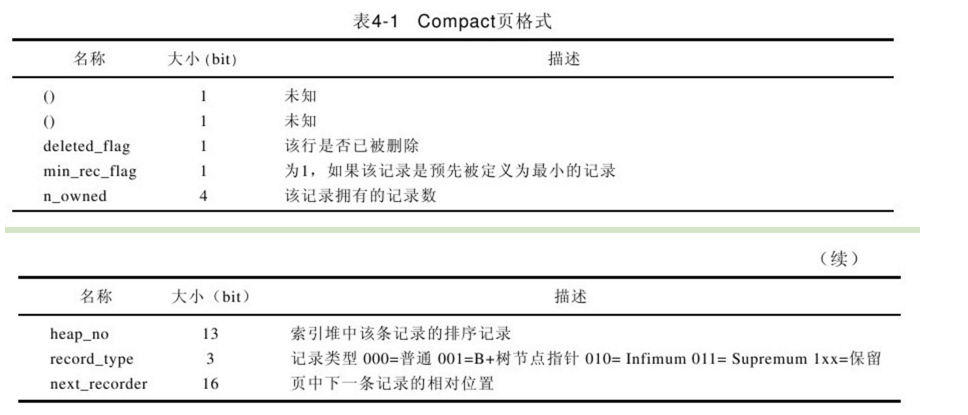 表4-1 Compact页格式
名称 大小(bit) 描述
() 1 未知
() 1 未知
deleted_flag 1 该行是否已被删除
min_rec_flag 1 为1，如果该记录是预先被定义为最小的记录
n_owned 4 该记录拥有的记录数
（续）
名称 大小（bit） 描述
heap_no 13 索引堆中该条记录的排序记录
record_type 3 记录类型 000=普通 001=B+树节点指针 010= Infimum 011= Supremum 1xx=保留
next_recorder 16 页中下一条记录的相对位置